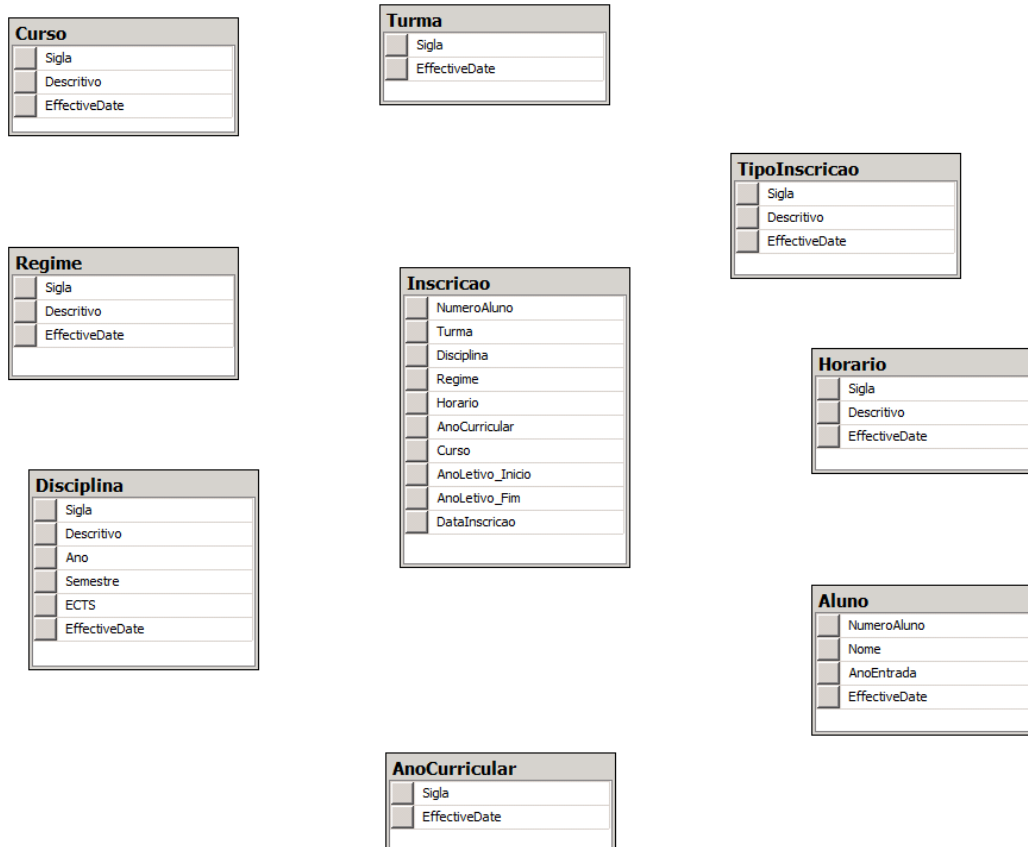 Curso
Sigla
Descritivo
EffectiveDate
Turma
Sigla
EffectiveDate
TipoInscricao
Sigla
Descritivo
EffectiveDate
Regime
Sigla
Descritivo
EffectiveDate
Inscricao
NumeroAluno
Turma
Disciplina
Regime
Horario
AnoCurricular
Curso
AnoLetivo_Inicio
AnoLetivo_Fim
DataInscricao
Horario
Sigla
Descritivo
EffectiveDate
Disciplina
Sigla
Descritivo
Ano
Semestre
ECTS
EffectiveDate
Aluno
NumeroAluno
Nome
AnoEntrada
EffectiveDate
AnoCurricular
Sigla
EffectiveDate